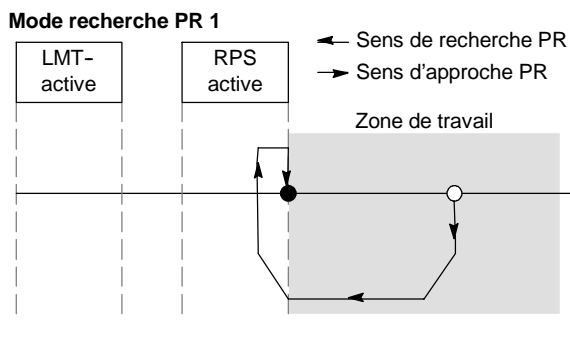 Mode recherche PR 1
LMT-
active
RPS
active
Sens de recherche PR
Sens d'approche PR
Zone de travail